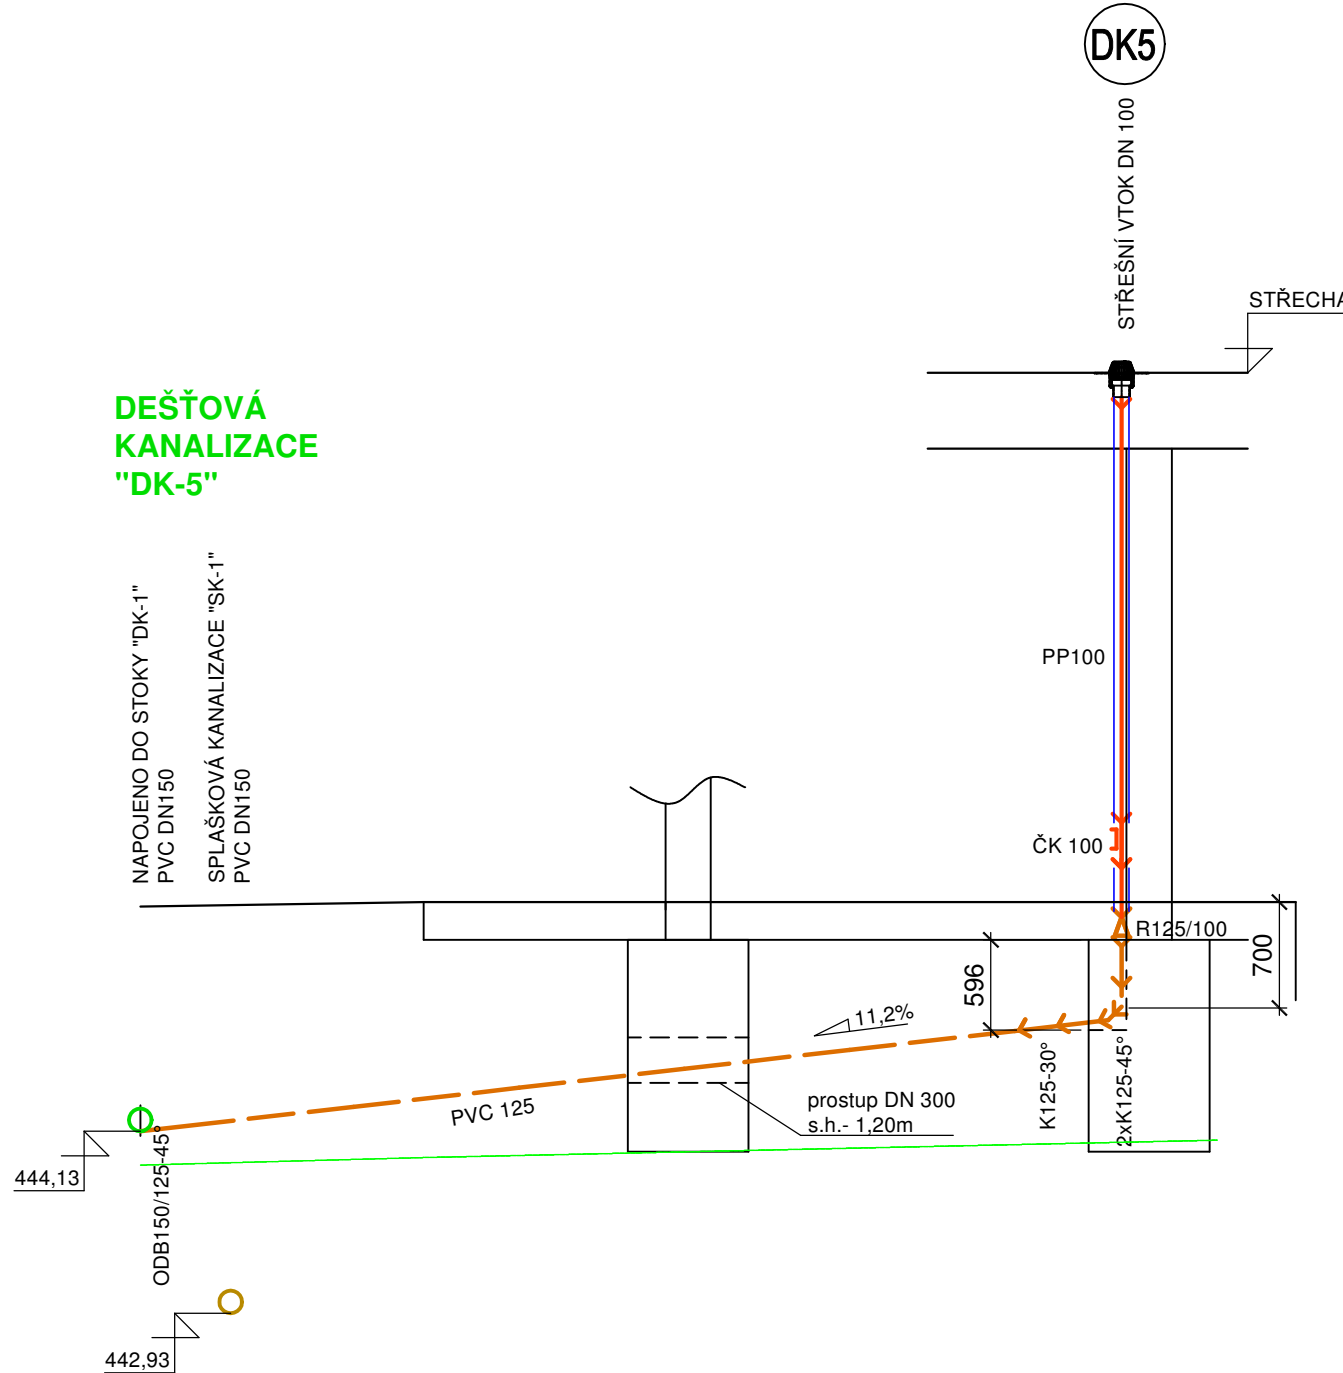 DK5
STŘEŠNÍ VTOK DN 100
STŘECHA
DEŠŤOVÁ
KANALIZACE
"DK-5"
NAPOJENO DO STOKY "DK-1"
PVC DN150
SPLAŠKOVÁ KANALIZACE "SK-1"
PVC DN150
PP100
ČK 100
R125/100
700
596
11,2%
K125-30°
2xK125-45°
PVC 125
prostup DN 300
s.h.- 1,20m
444,13
ODB150/125-45°
442,93